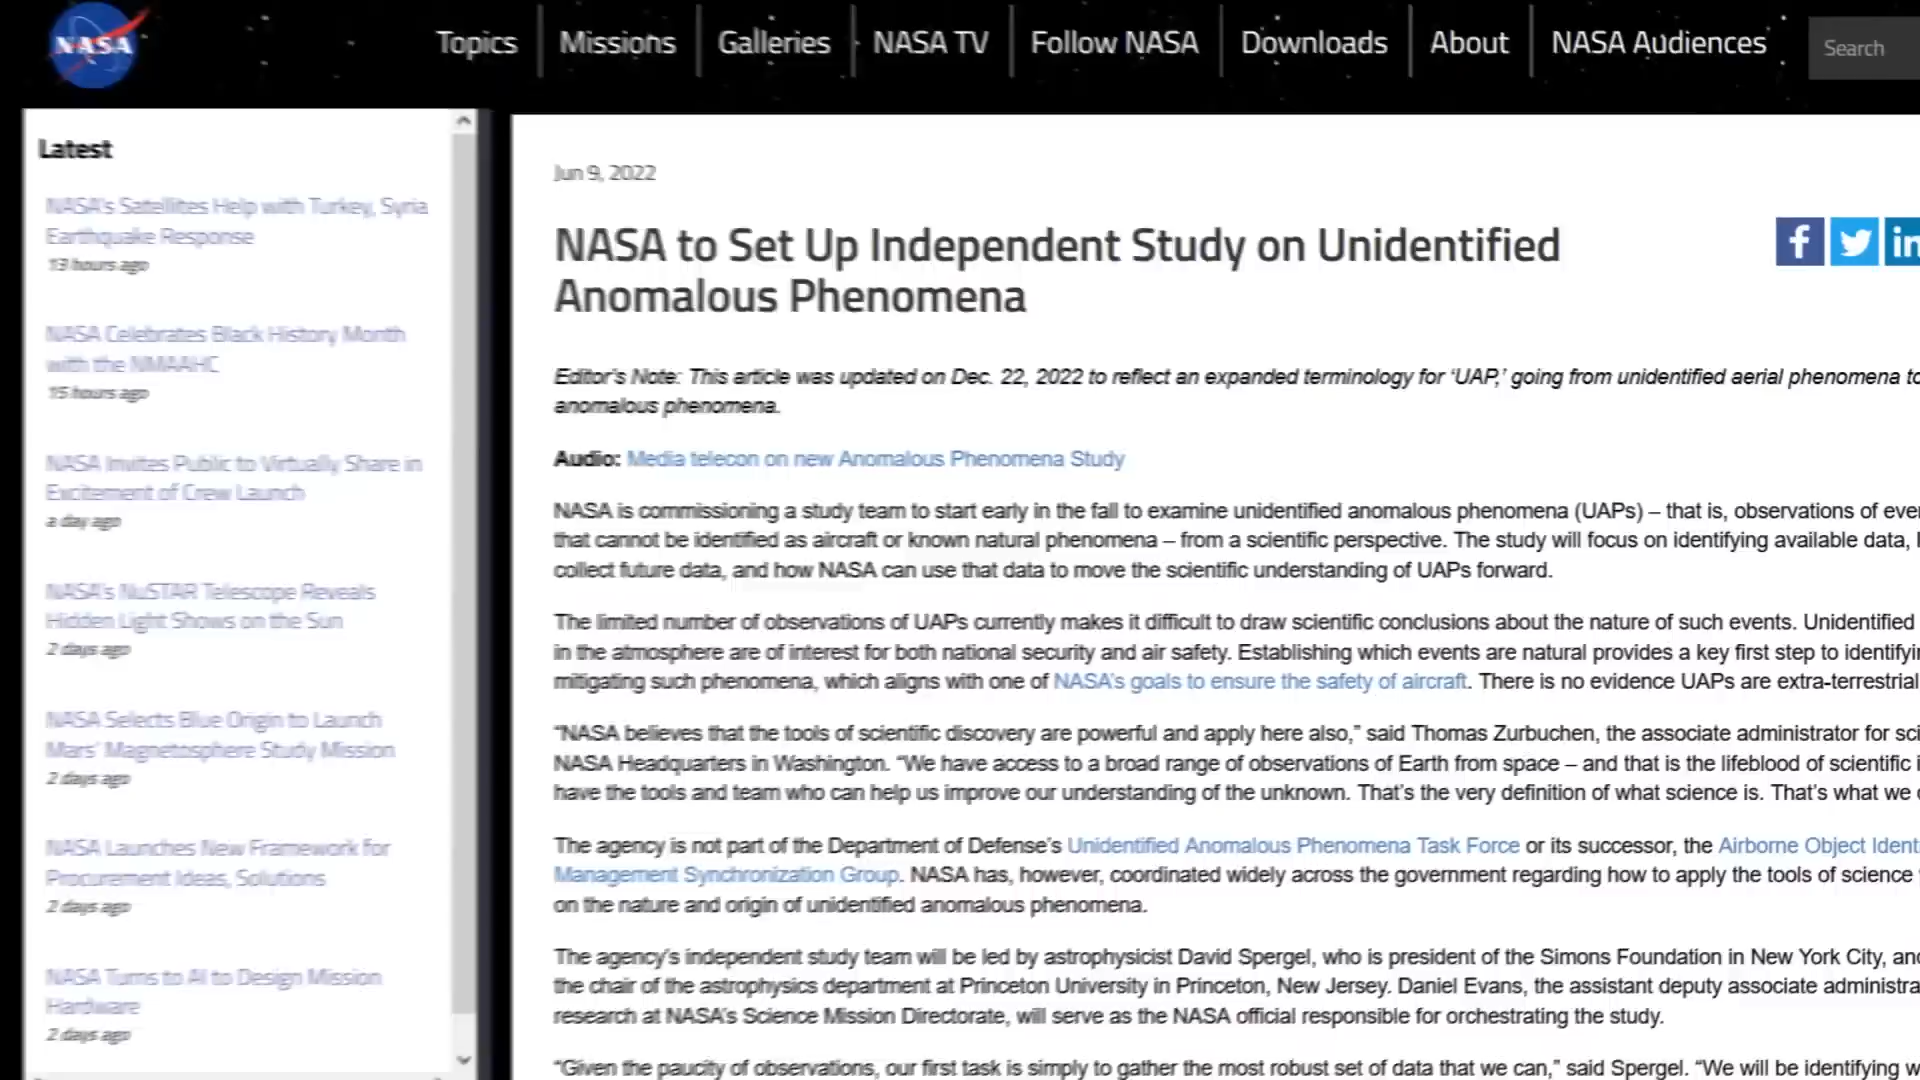 NASA
Topics
Missions
Galleries
NASA TV
Follow NASA
Downloads
About
NASA Audiences
Search
Latest
NASA's Satellites Help with Turkey, Syria
Earthquake Response
13 hours ago
NASA Celebrates Black History Month
with the NMAAHC
15 hours ago
NASA Invites Public to Virtually Share in
Excitement of Crew Launch
a day ago
NASA's NuSTAR Telescope Reveals
Hidden Light Shows on the Sun
2 days ago
NASA Selects Blue Origin to Launch
Mars' Magnetosphere Study Mission
2 days ago
NASA Launches New Framework for
Procurement Ideas, Solutions
2 days ago
NASA Turns to AI to Design Mission
Hardware
2 days ago
Jun 9, 2022
NASA to Set Up Independent Study on Unidentified
Anomalous Phenomena
Editor's Note: This article was updated on Dec. 22, 2022 to reflect an expanded terminology for 'UAP,' going from unidentified aerial phenomena to
anomalous phenomena.
Audio: Media telecon on new Anomalous Phenomena Study
NASA is commissioning a study team to start early in the fall to examine unidentified anomalous phenomena (UAPs) – that is, observations of
that cannot be identified as aircraft or known natural phenomena – from a scientific perspective. The study will focus on identifying available data,
collect future data, and how NASA can use that data to move the scientific understanding of UAPs forward.
The limited number of observations of UAPs currently makes it difficult to draw scientific conclusions about the nature of such events. Unidentified
in the atmosphere are of interest for both national security and air safety. Establishing which events are natural provides a key first step to
mitigating such phenomena, which aligns with one of NASA's goals to ensure the safety of aircraft. There is no evidence UAPs are extra-terrestrial
"NASA believes that the tools of scientific discovery are powerful and apply here also," said Thomas Zurbuchen, the associate administrator for
NASA Headquarters in Washington. "We have access to a broad range of observations of Earth from space – and that is the lifeblood of scientific
have the tools and team who can help us improve our understanding of the unknown. That's the very definition of what science is. That's what we
The agency is not part of the Department of Defense's Unidentified Anomalous Phenomena Task Force or its successor, the Airborne Object
Management Synchronization Group. NASA has, however, coordinated widely across the government regarding how to apply the tools of science
on the nature and origin of unidentified anomalous phenomena.
The agency's independent study team will be led by astrophysicist David Spergel, who is president of the Simons Foundation in New York City,
the chair of the astrophysics department at Princeton University in Princeton, New Jersey. Daniel Evans, the assistant deputy associate
research at NASA's Science Mission Directorate, will serve as the NASA official responsible for orchestrating the study.
"Given the paucity of observations, our first task is simply to gather the most robust set of data that we can," said Spergel. "We will be identifying